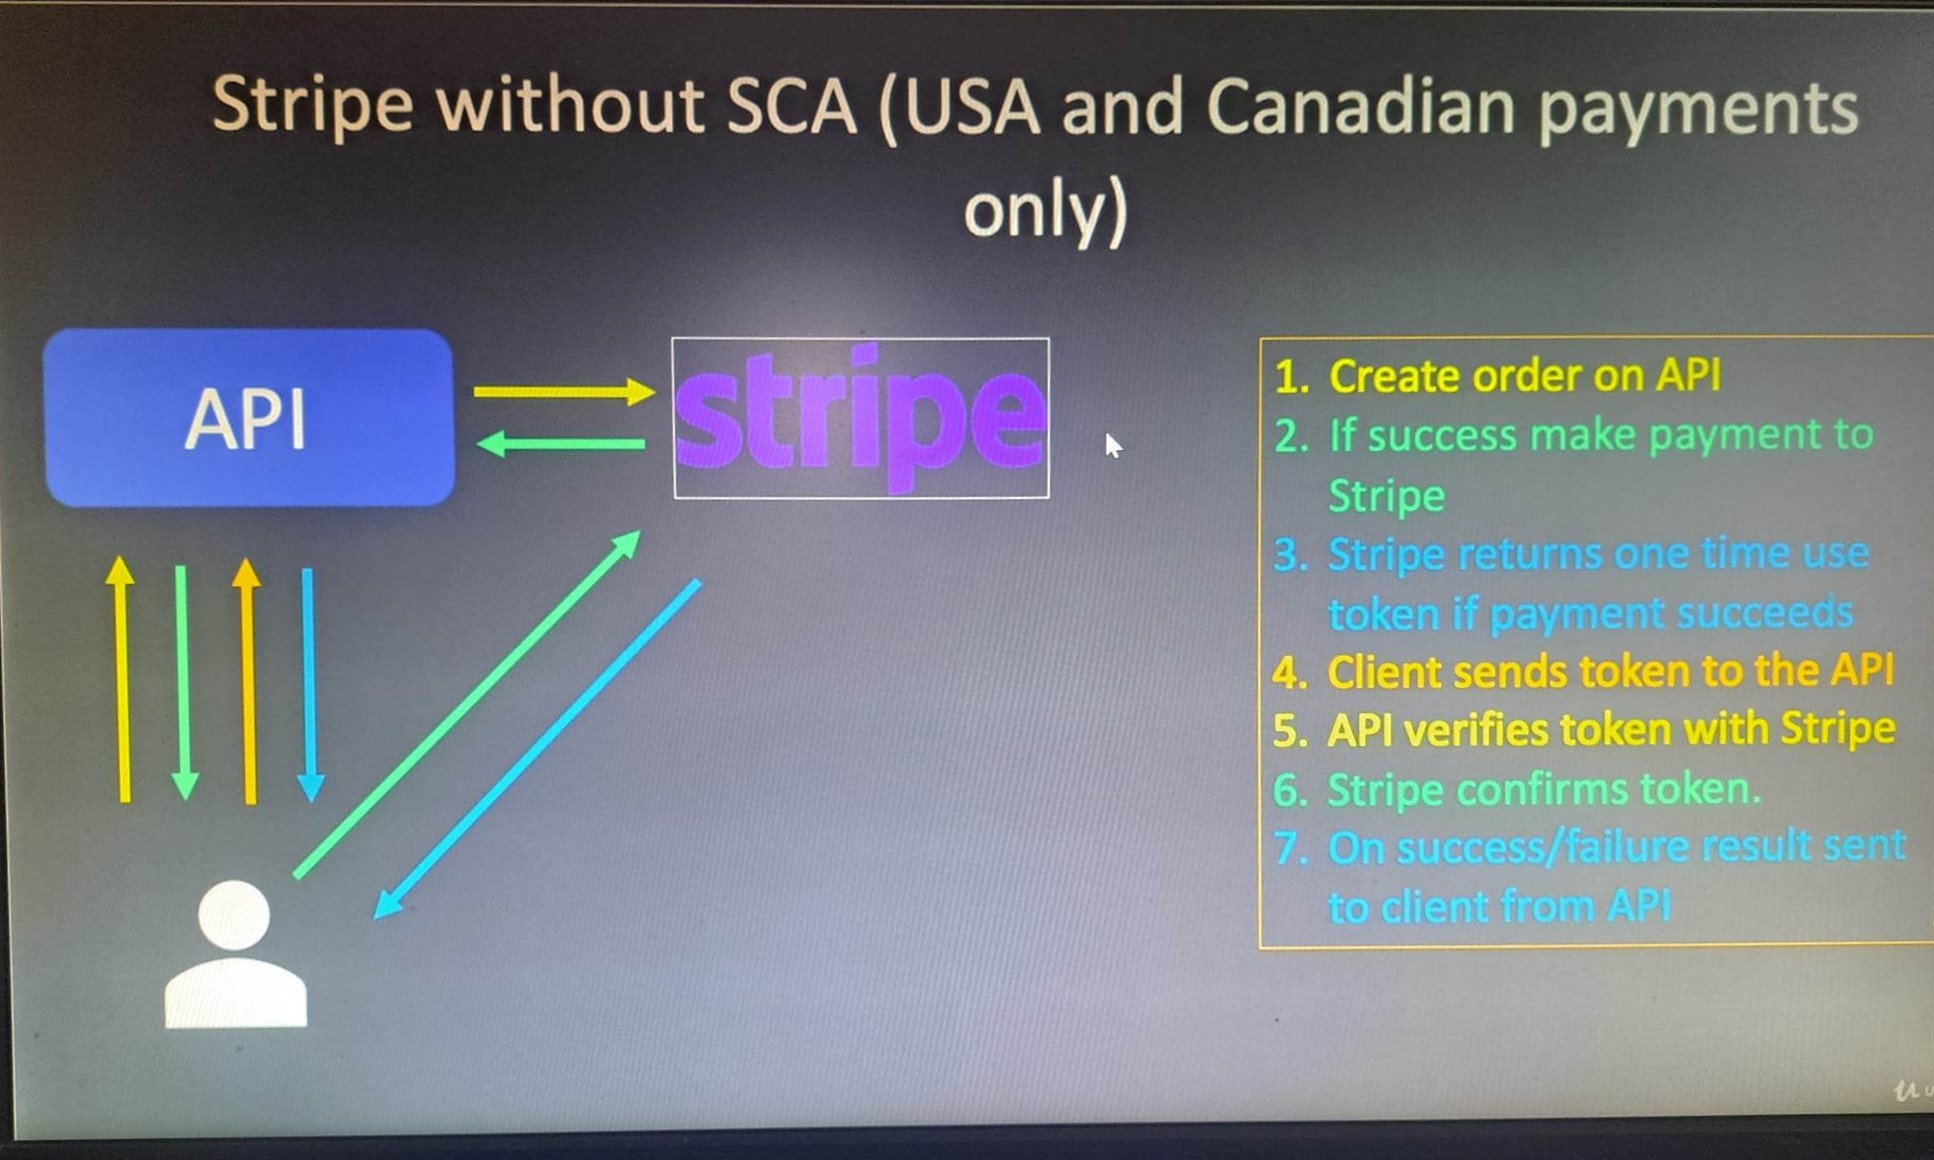 Stripe without SCA (USA and Canadian payments
only)
API
stripe
1. Create order on API
2. If success make payment to
Stripe
3. Stripe returns one time use
token if payment succeeds
4. Client sends token to the API
5. API verifies token with Stripe
6. Stripe confirms token.
7. On success/failure result sent
to client from API